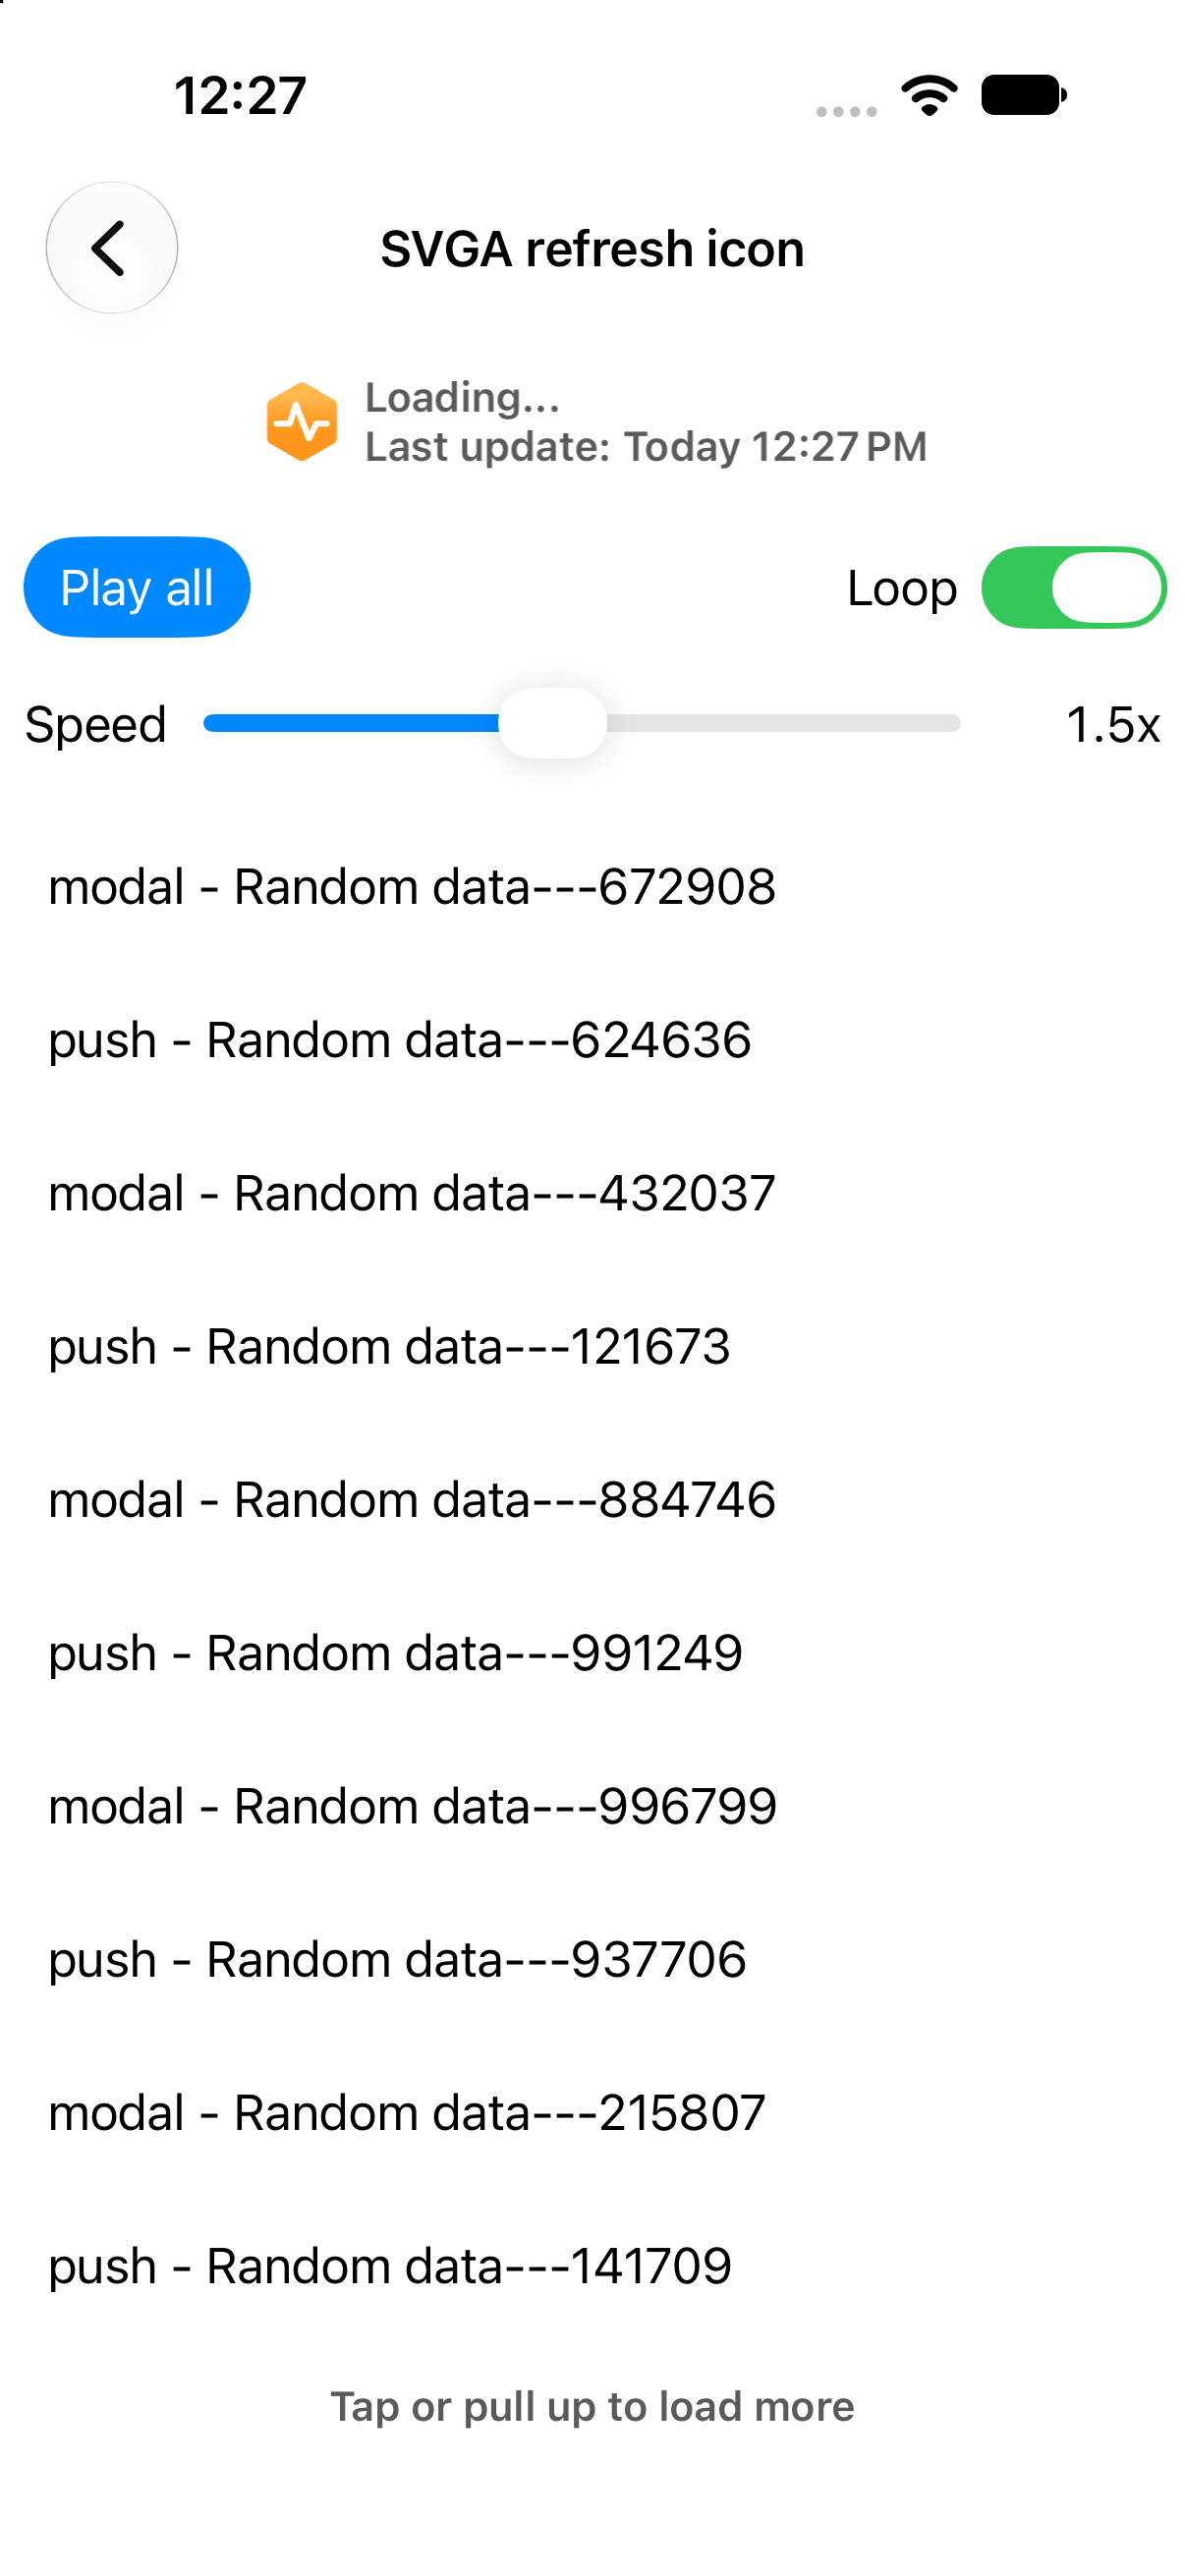 12:27
SVGA refresh icon
Loading...
Last update: Today 12:27 PM
Play all
Loop
Speed
1.5x
modal - Random data---672908
push - Random data---624636
modal - Random data---432037
push - Random data---121673
modal - Random data---884746
push - Random data---991249
modal - Random data---996799
push - Random data---937706
modal - Random data---215807
push - Random data---141709
Tap or pull up to load more